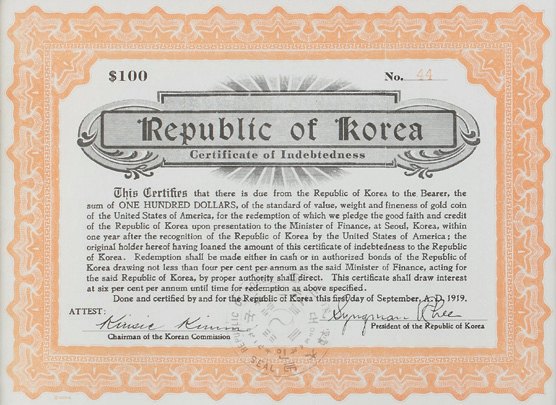 $100 No. 44
Republic of Korea
Certificate of Indebtedness
This Certifies that there is due from the Republic of Korea to the Bearer, the
sum of ONE HUNDRED DOLLARS, of the standard of value, weight and fineness of gold coin
of the United States of America, for the redemption of which we pledge the good faith and credit
of the Republic of Korea upon presentation to the Minister of Finance, at Seoul, Korea, within
one year after the recognition of the Republic of Korea by the United States of America; the
original holder hereof having loaned the amount of this certificate of indebtedness to the Republic
of Korea. Redemption shall be made either in cash or in authorized bonds of the Republic of
Korea drawing not less than four per cent per annum as the said Minister of Finance, acting for
the said Republic of Korea, by proper authority shall direct. This certificate shall draw interest
at six per cent per annum until time for redemption as above specified.
Done and certified by and for the Republic of Korea this first day of September, A.D. 1919.
ATTEST:
Kiusic Kimm Syngman Rhee
Chairman of the Korean Commission President of the Republic of Korea
SEAL